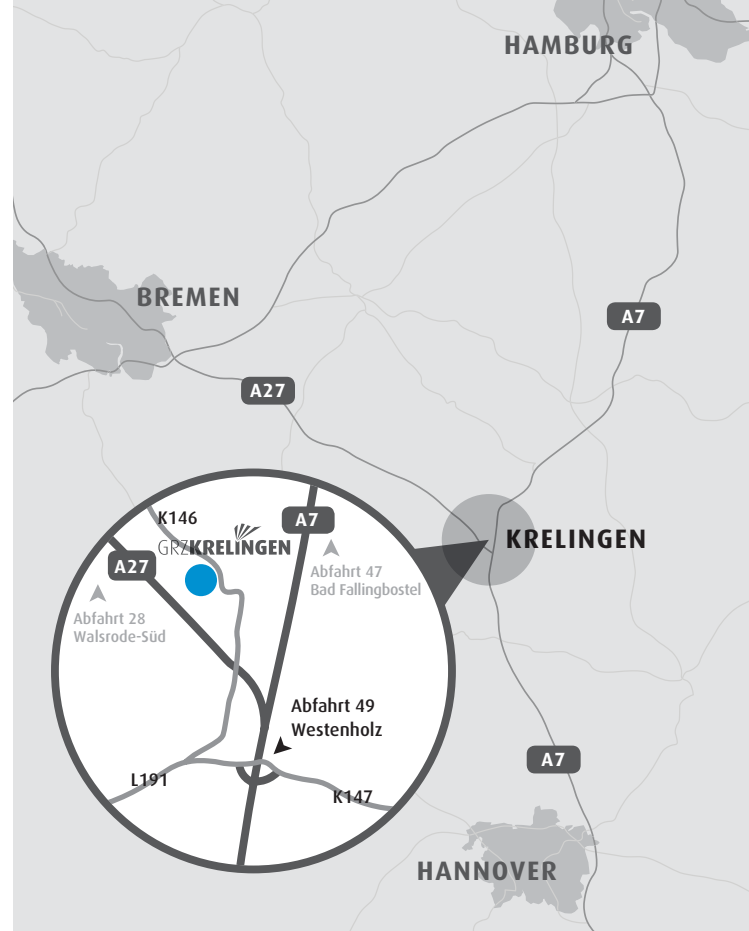 HAMBURG
BREMEN
A7
A27
K146
GRZKRELINGEN
A7
A27
Abfahrt 47
Bad Fallingbostel
Abfahrt 28
Walsrode-Süd
KRELINGEN
Abfahrt 49
Westenholz
L191
K147
A7
HANNOVER